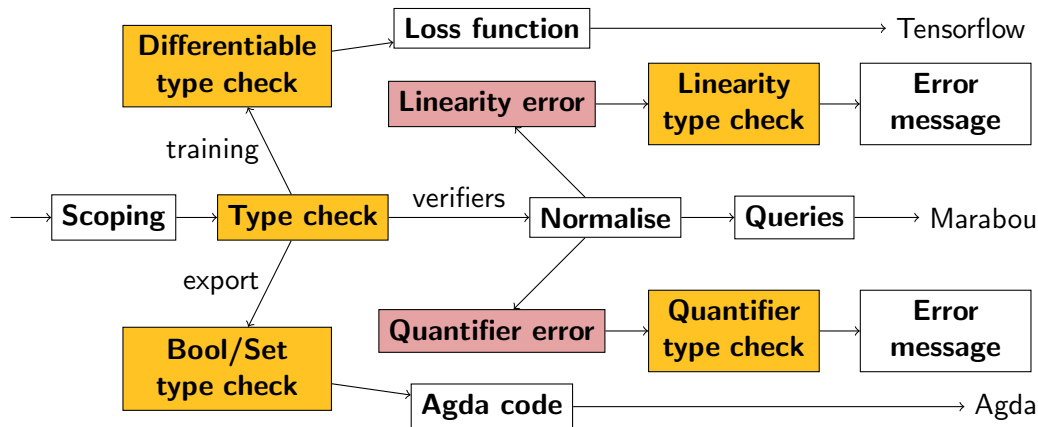 Differentiable
type check
Loss function
Tensorflow
Linearity error
Linearity
type check
Error
message
training
Scoping
Type check
verifiers
Normalise
Queries
Marabou
export
Quantifier error
Quantifier
type check
Error
message
Bool/Set
type check
Agda code
Agda